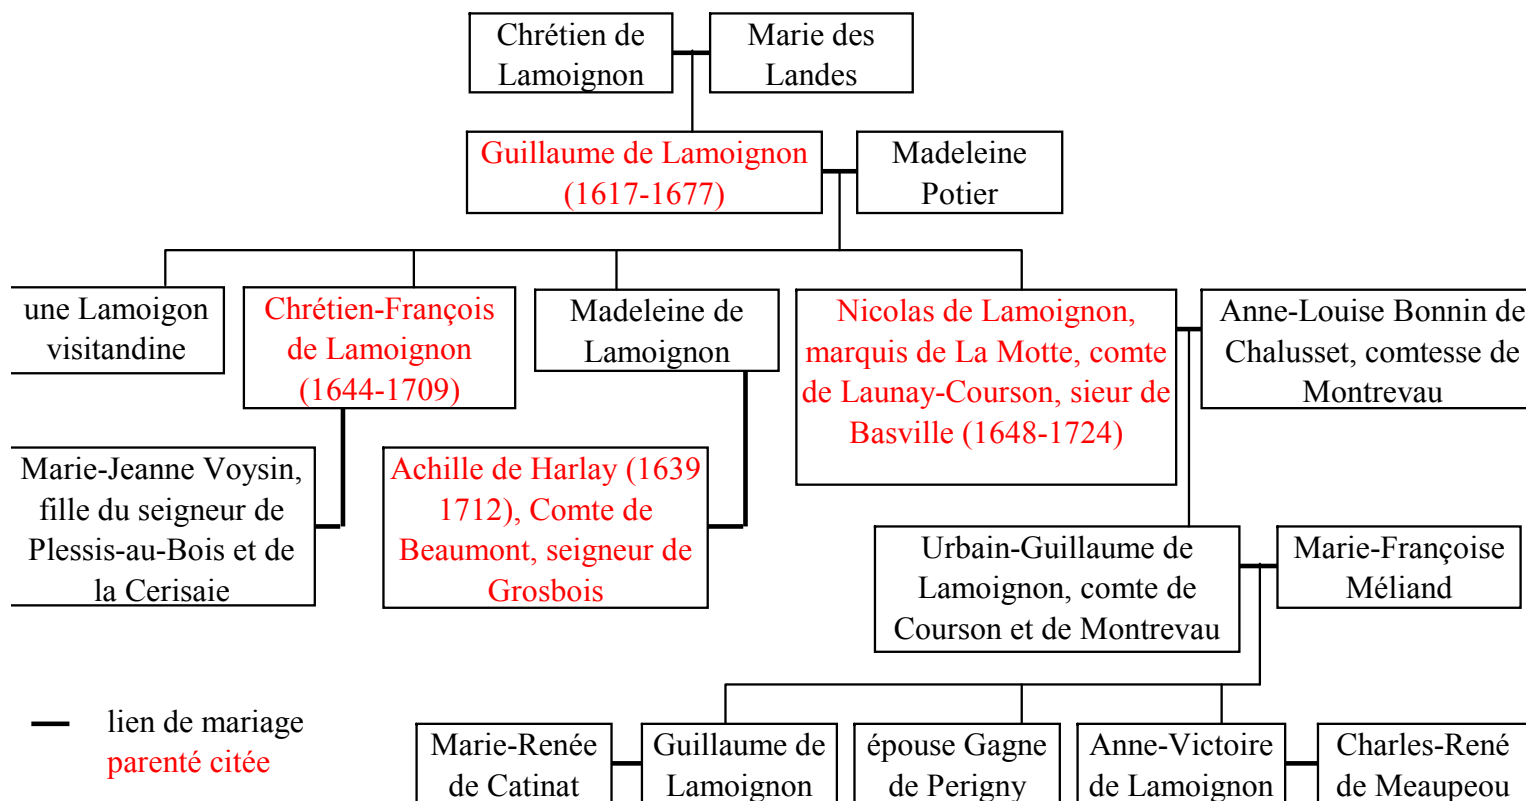 Chrétien de
Lamoignon
Marie des
Landes
Guillaume de Lamoignon
(1617-1677)
Madeleine
Potier
une Lamoigon
visitandine
Chrétien-François
de Lamoignon
(1644-1709)
Madeleine de
Lamoignon
Nicolas de Lamoignon,
marquis de La Motte, comte
de Launay-Courson, sieur de
Basville (1648-1724)
Anne-Louise Bonnin de
Chalusset, comtesse de
Montrevau
Marie-Jeanne Voysin,
fille du seigneur de
Plessis-au-Bois et de
la Cerisaie
Achille de Harlay (1639
1712), Comte de
Beaumont, seigneur de
Grosbois
Urbain-Guillaume de
Lamoignon, comte de
Courson et de Montrevau
Marie-Françoise
Méliand
lien de mariage
parenté citée
Marie-Renée
de Catinat
Guillaume de
Lamoignon
épouse Gagne
de Perigny
Anne-Victoire
de Lamoignon
Charles-René
de Meaupeou